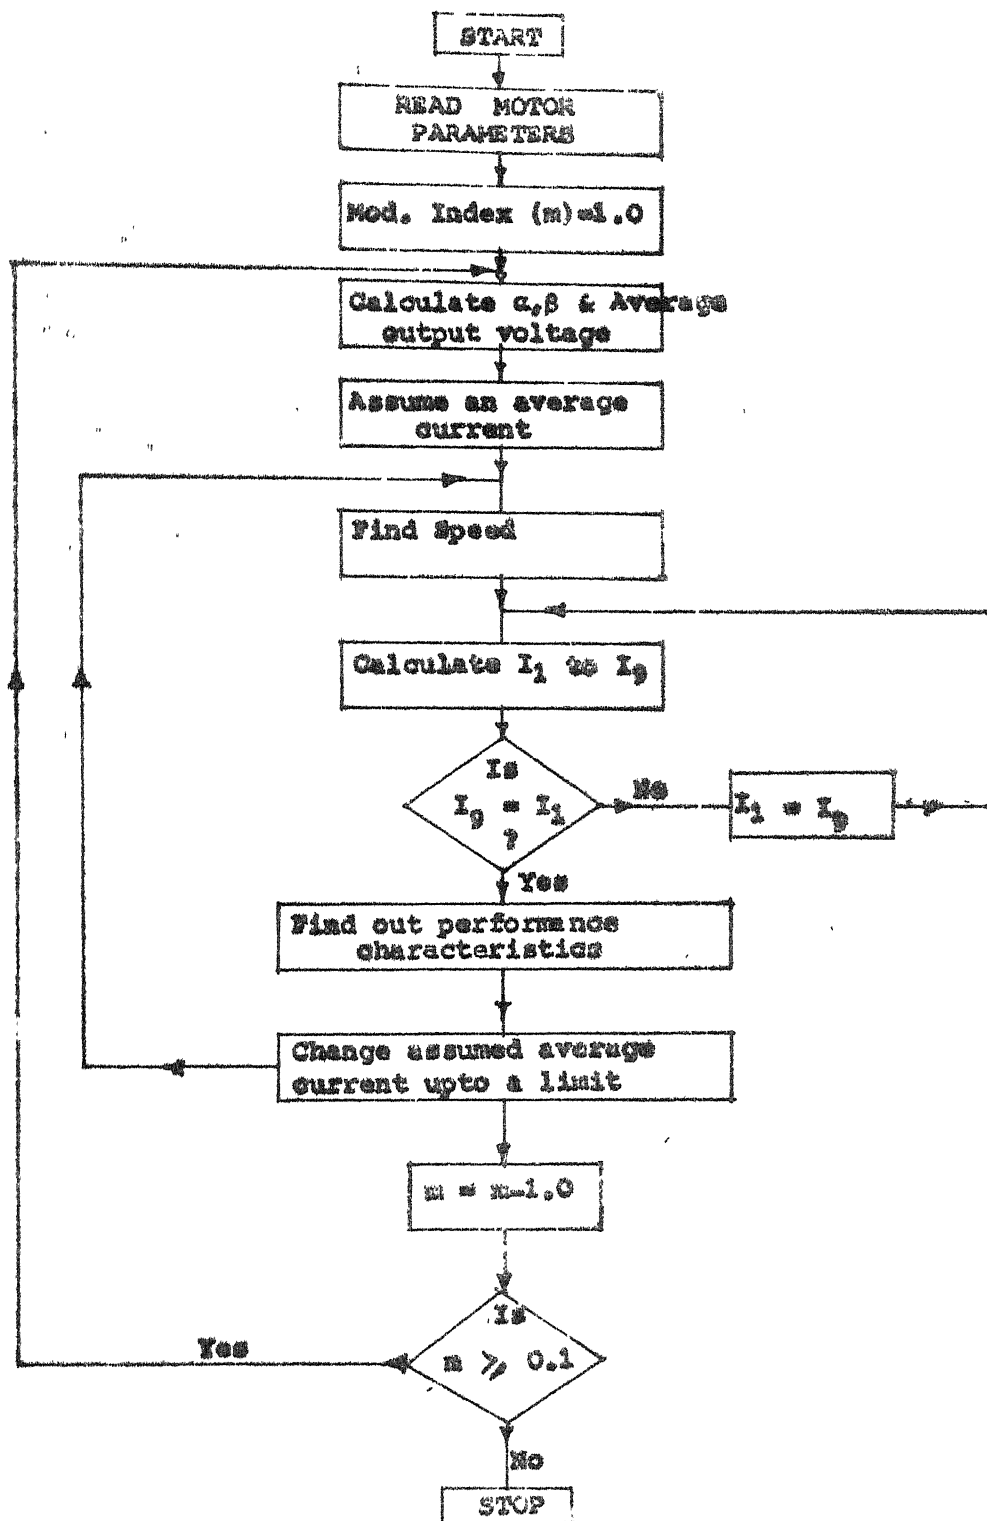 START
READ MOTOR
PARAMETERS
Mod. Index (m)=1.0
Calculate α,β & Average
output voltage
Assume an average
current
Find Speed
Calculate I₁ to I₉
Is
I₉ = I₁
?
No
I₁ = I₉
Yes
Find out performance
characteristics
Change assumed average
current upto a limit
m = m-1.0
Is
m ⩾ 0.1
Yes
No
STOP